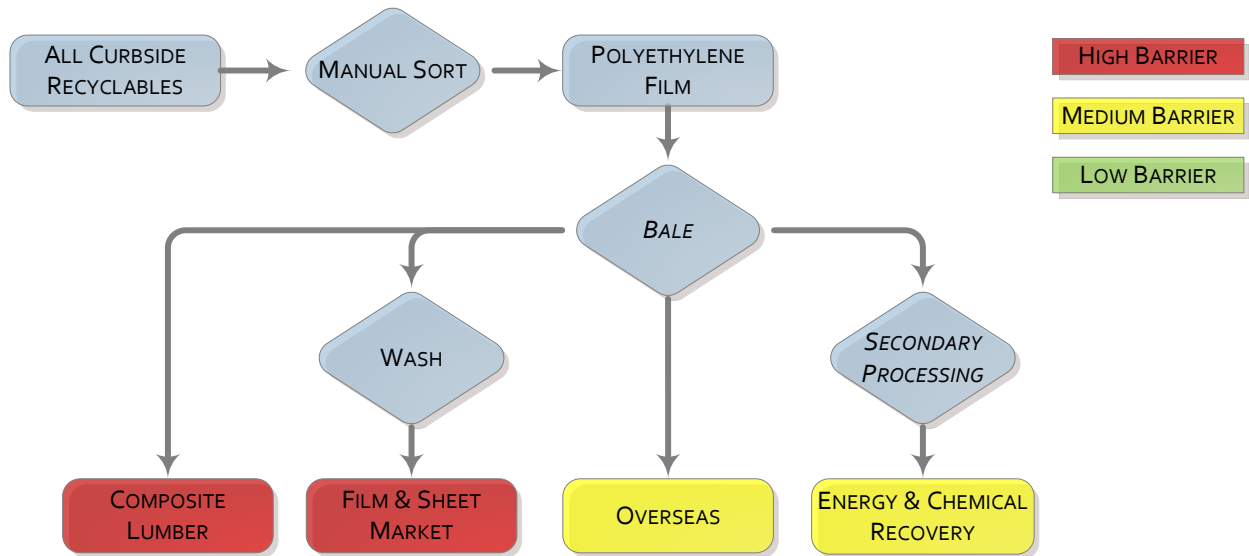 ALL CURBSIDE
RECYCLABLES
MANUAL SORT
POLYETHYLENE
FILM
HIGH BARRIER
MEDIUM BARRIER
LOW BARRIER
BALE
WASH
SECONDARY
PROCESSING
COMPOSITE
LUMBER
FILM & SHEET
MARKET
OVERSEAS
ENERGY & CHEMICAL
RECOVERY